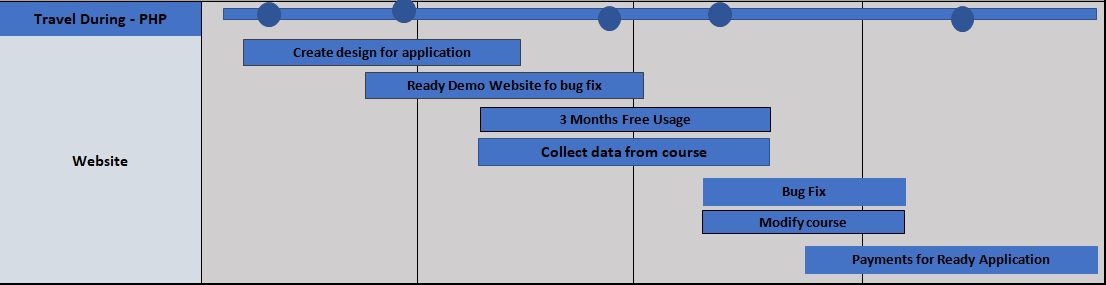 Travel During - PHP
Create design for application
Ready Demo Website fo bug fix
3 Months Free Usage
Collect data from course
Website
Bug Fix
Modify course
Payments for Ready Application